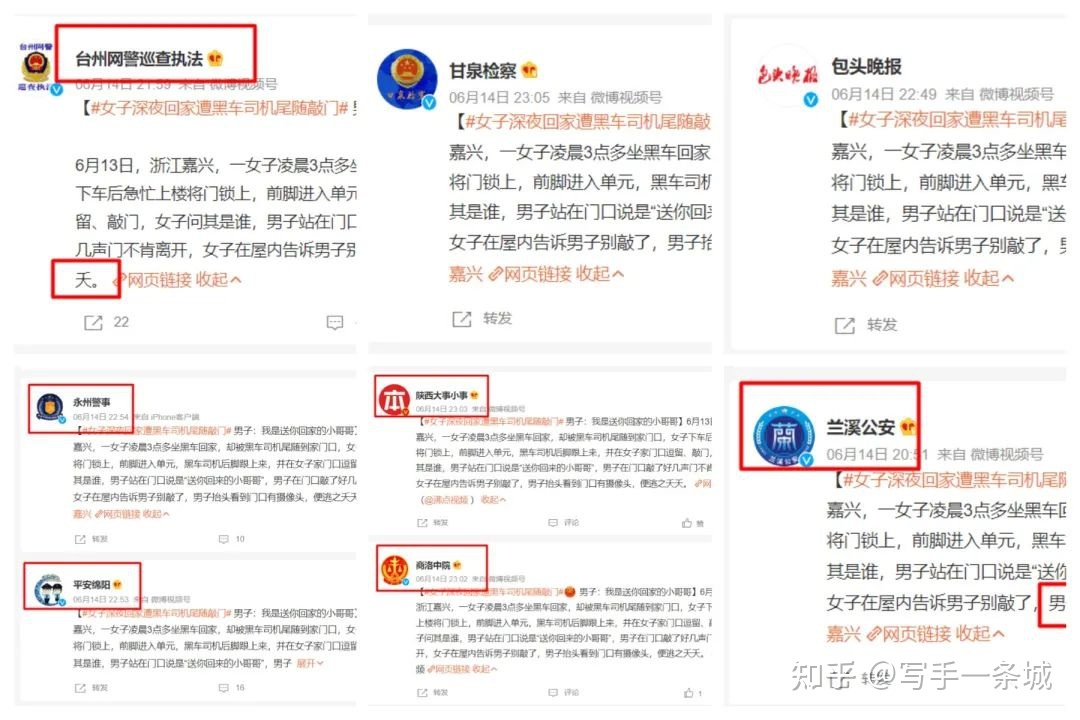 台州网警
巡查执法
台州网警巡查执法
06月14日 21:59 来自 微博视频号
【#女子深夜回家遭黑车司机尾随敲门# 男
6月13日，浙江嘉兴，一女子凌晨3点多坐
下车后急忙上楼将门锁上，前脚进入单元
留、敲门，女子问其是谁，男子站在门口
几声门不肯离开，女子在屋内告诉男子别
天。 网页链接 收起
22
甘泉检察
06月14日 23:05 来自 微博视频号
【#女子深夜回家遭黑车司机尾随敲
嘉兴，一女子凌晨3点多坐黑车回家
将门锁上，前脚进入单元，黑车司机
其是谁，男子站在门口说是“送你回来
女子在屋内告诉男子别敲了，男子抬
嘉兴 网页链接 收起
转发
包头晚报
包头晚报
06月14日 22:49 来自 微博视频号
【#女子深夜回家遭黑车司机尾
嘉兴，一女子凌晨3点多坐黑车
将门锁上，前脚进入单元，黑车
其是谁，男子站在门口说是“送
女子在屋内告诉男子别敲了，男
嘉兴 网页链接 收起
转发
永州警事
06月14日 22:54 来自 iPhone客户端
【#女子深夜回家遭黑车司机尾随敲门# 男子：我是送你回家的小哥哥】
嘉兴，一女子凌晨3点多坐黑车回家，却被黑车司机尾随到家门口，女
将门锁上，前脚进入单元，黑车司机后脚跟上来，并在女子家门口逗留
其是谁，男子站在门口说是“送你回来的小哥哥”，男子在门口敲了好几
女子在屋内告诉男子别敲了，男子抬头看到门口有摄像头，便逃之夭夭
嘉兴 网页链接 收起
转发
10
平安绵阳
06月14日 22:53 来自 微博视频号
【#女子深夜回家遭黑车司机尾随敲门# 男子：我是送你回家的小哥哥】
嘉兴，一女子凌晨3点多坐黑车回家，却被黑车司机尾随到家门口，女
将门锁上，前脚进入单元，黑车司机后脚跟上来，并在女子家门口逗留
其是谁，男子站在门口说是“送你回来的小哥哥”，男子 展开
转发
16
陕西大事小事
06月14日 23:03 来自 微博视频号
【#女子深夜回家遭黑车司机尾随敲门# 男子：我是送你回家的小哥哥】6月13日
嘉兴，一女子凌晨3点多坐黑车回家，却被黑车司机尾随到家门口，女子下车后
将门锁上，前脚进入单元，黑车司机后脚跟上来，并在女子家门口逗留、敲门，
其是谁，男子站在门口说是“送你回来的小哥哥”，男子在门口敲了好几声门不肯
女子在屋内告诉男子别敲了，男子抬头看到门口有摄像头，便逃之夭夭。 网
（@沸点视频） 收起
转发
评论
赞
商洛中院
06月14日 23:02 来自 微博视频号
【#女子深夜回家遭黑车司机尾随敲门# 男子：我是送你回家的小哥哥】6月
浙江嘉兴，一女子凌晨3点多坐黑车回家，却被黑车司机尾随到家门口，女子下
上楼将门锁上，前脚进入单元，黑车司机后脚跟上来，并在女子家门口逗留、敲
子问其是谁，男子站在门口说是“送你回来的小哥哥”，男子在门口敲了好几声门
开，女子在屋内告诉男子别敲了，男子抬头看到门口有摄像头，便逃之夭夭。
频 网页链接 收起
转发
评论
1
兰溪公安
06月14日 20:51 来自 微博视频号
【#女子深夜回家遭黑车司机尾随
嘉兴，一女子凌晨3点多坐黑车回
将门锁上，前脚进入单元，黑车
其是谁，男子站在门口说是“送你
女子在屋内告诉男子别敲了，男
嘉兴 网页链接 收起
转发
知乎 @写手一条城